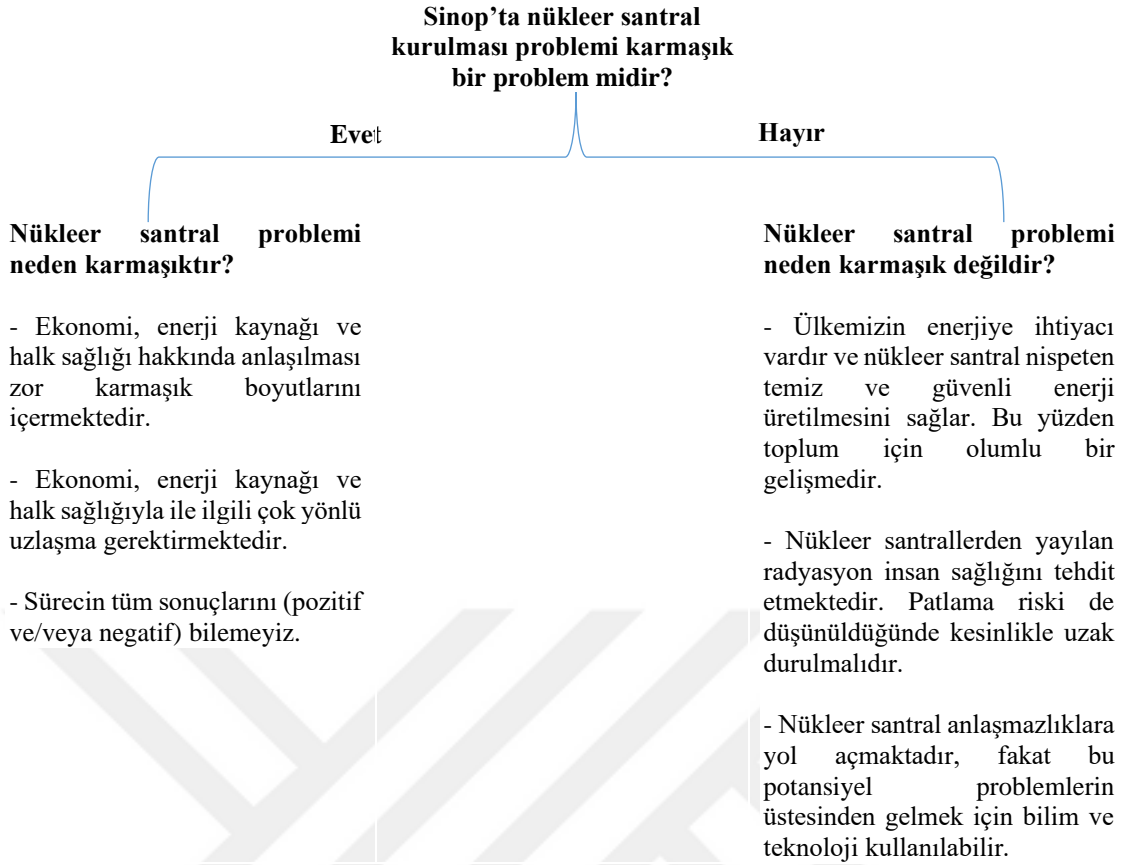 Sinop’ta nükleer santral
kurulması problemi karmaşık
bir problem midir?
Evet
Hayır
Nükleer santral problemi
neden karmaşıktır?
- Ekonomi, enerji kaynağı ve
halk sağlığı hakkında anlaşılması
zor karmaşık boyutlarını
içermektedir.
- Ekonomi, enerji kaynağı ve
halk sağlığıyla ile ilgili çok yönlü
uzlaşma gerektirmektedir.
- Sürecin tüm sonuçlarını (pozitif
ve/veya negatif) bilemeyiz.
Nükleer santral problemi
neden karmaşık değildir?
- Ülkemizin enerjiye ihtiyacı
vardır ve nükleer santral nispeten
temiz ve güvenli enerji
üretilmesini sağlar. Bu yüzden
toplum için olumlu bir
gelişmedir.
- Nükleer santrallerden yayılan
radyasyon insan sağlığını tehdit
etmektedir. Patlama riski de
düşünüldüğünde kesinlikle uzak
durulmalıdır.
- Nükleer santral anlaşmazlıklara
yol açmaktadır, fakat bu
potansiyel problemlerin
üstesinden gelmek için bilim ve
teknoloji kullanılabilir.